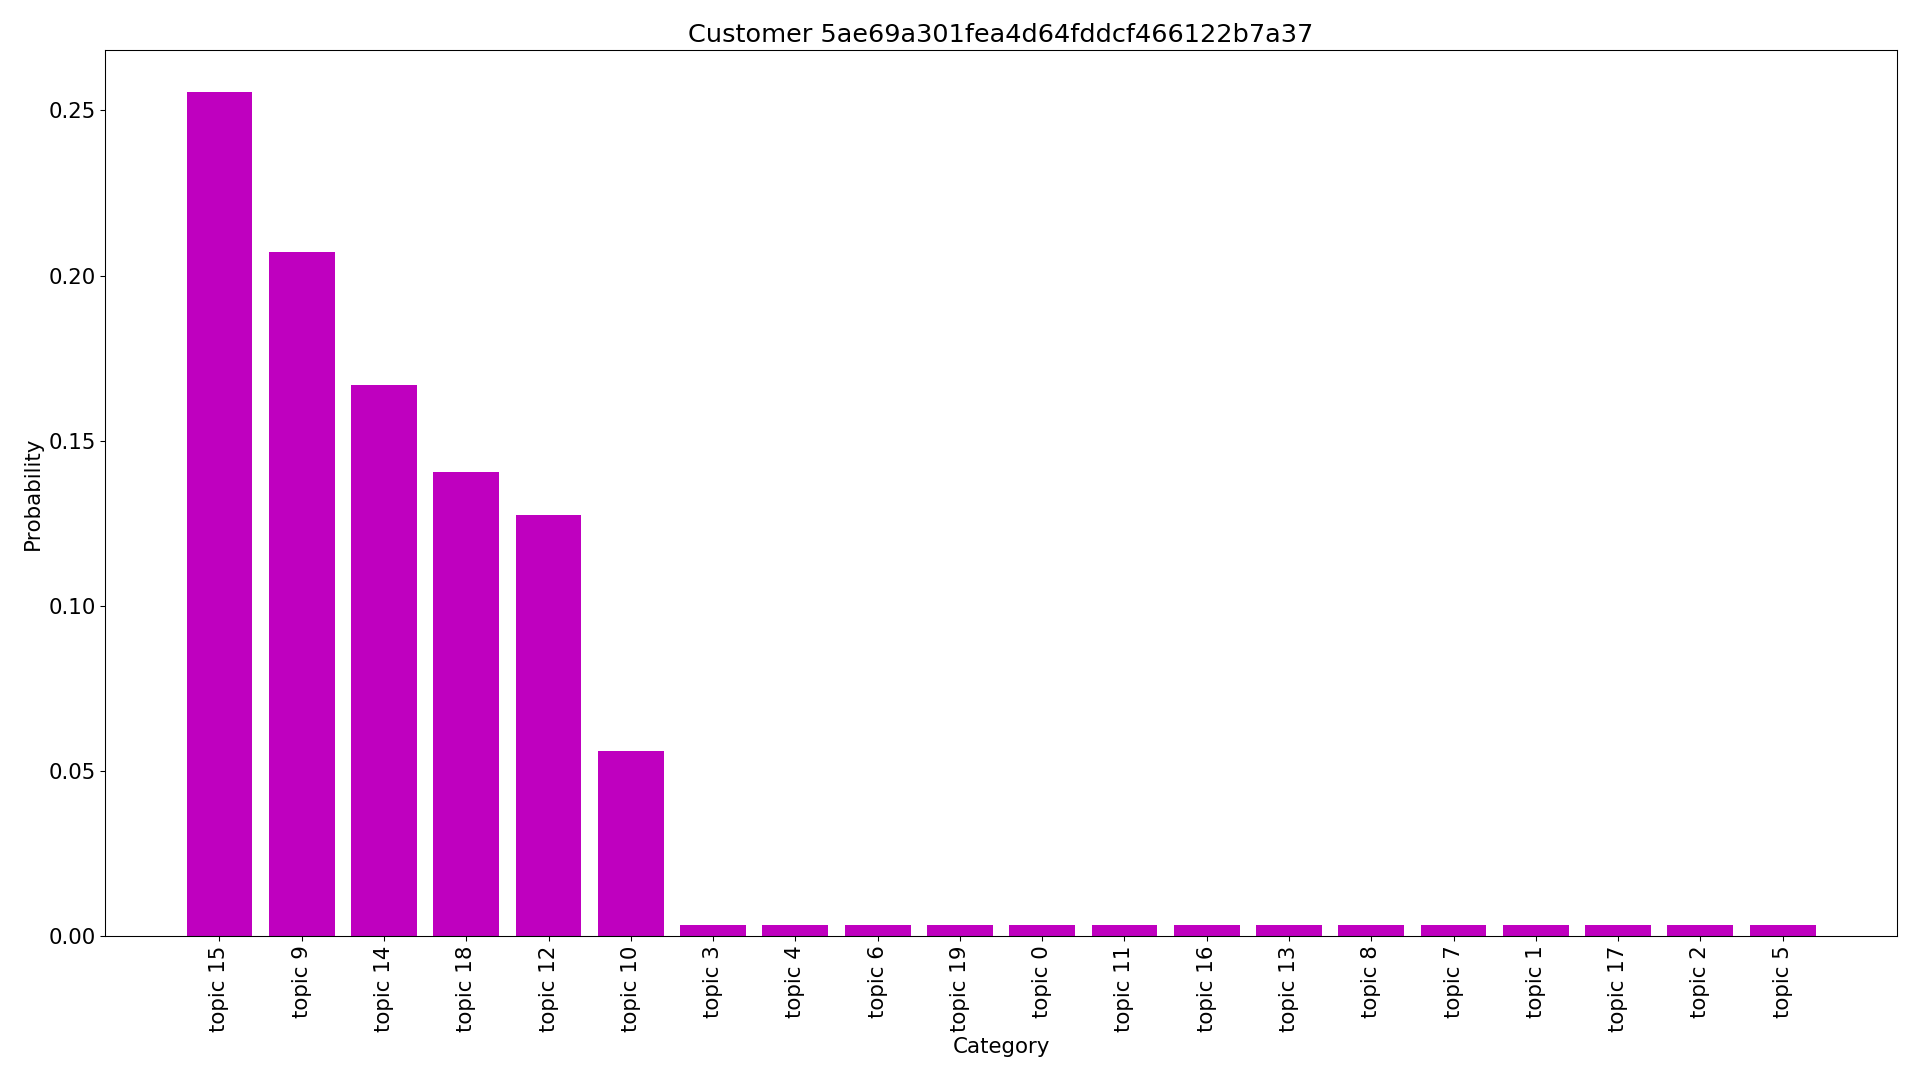 Customer 5ae69a301fea4d64fddcf466122b7a37
Probability
0.25
0.20
0.15
0.10
0.05
0.00
topic 15
topic 9
topic 14
topic 18
topic 12
topic 10
topic 3
topic 4
topic 6
topic 19
topic 0
topic 11
topic 16
topic 13
topic 8
topic 7
topic 1
topic 17
topic 2
topic 5
Category